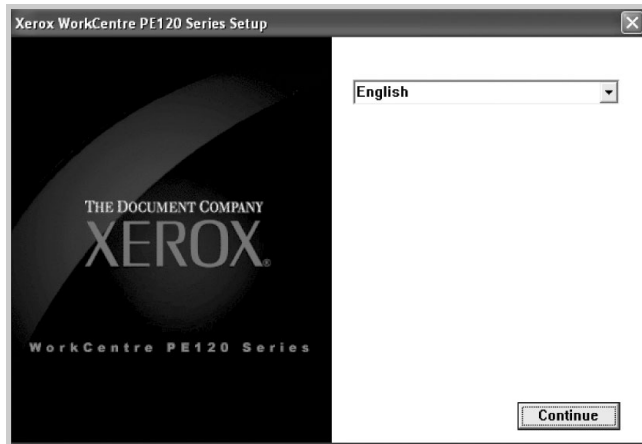 Xerox WorkCentre PE120 Series Setup
English
THE DOCUMENT COMPANY
XEROX®
WorkCentre PE120 Series
Continue